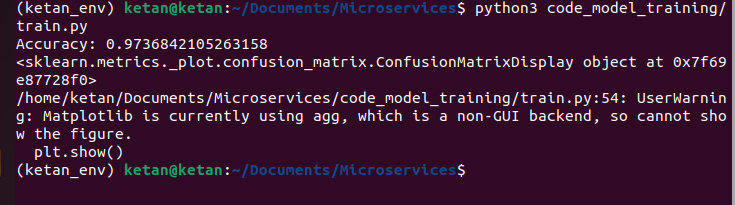 (ketan_env) ketan@ketan:~/Documents/Microservices$ python3 code_model_training/
train.py
Accuracy: 0.9736842105263158
<sklearn.metrics._plot.confusion_matrix.ConfusionMatrixDisplay object at 0x7f69
e87728f0>
/home/ketan/Documents/Microservices/code_model_training/train.py:54: UserWarnin
g: Matplotlib is currently using agg, which is a non-GUI backend, so cannot sho
w the figure.
  plt.show()
(ketan_env) ketan@ketan:~/Documents/Microservices$